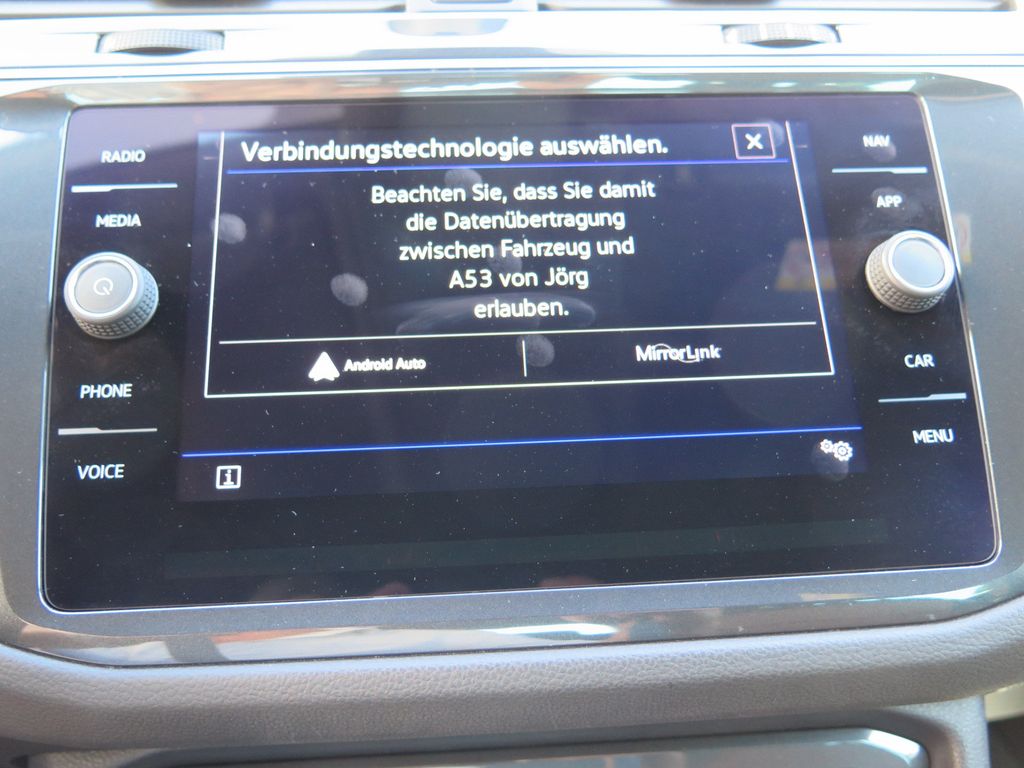 RADIO
MEDIA
PHONE
VOICE
Verbindungstechnologie auswählen.
Beachten Sie, dass Sie damit
die Datenübertragung
zwischen Fahrzeug und
A53 von Jörg
erlauben.
Android Auto
MirrorLink
NAV
APP
CAR
MENU